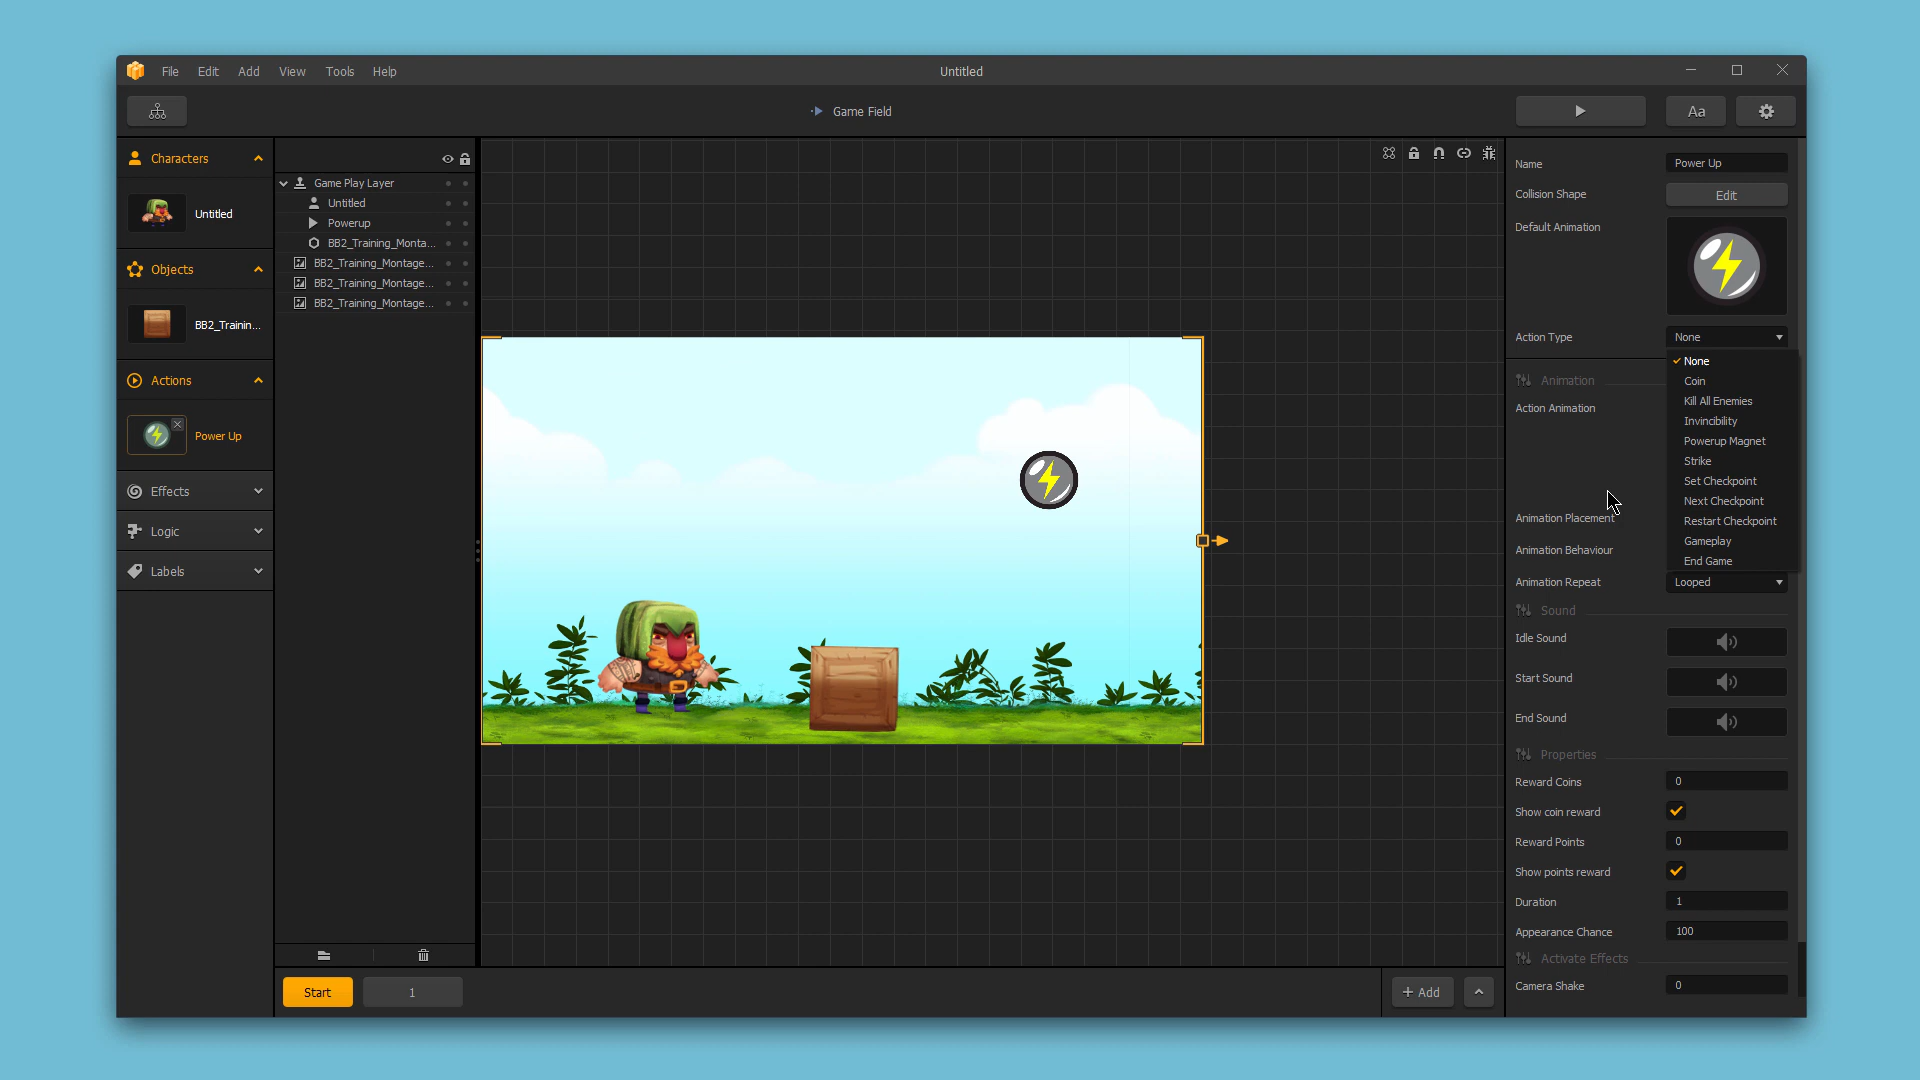 File Edit Add View Tools Help
Untitled
Game Field
Aa
Characters
Untitled
Objects
BB2_Trainin...
Actions
Power Up
Effects
Logic
Labels
Game Play Layer
Untitled
Powerup
BB2_Training_Monta...
BB2_Training_Montage...
BB2_Training_Montage...
BB2_Training_Montage...
Start
1
+ Add
Name Power Up
Collision Shape Edit
Default Animation
Action Type None
None
Coin
Kill All Enemies
Invincibility
Powerup Magnet
Strike
Set Checkpoint
Next Checkpoint
Restart Checkpoint
Gameplay
End Game
Animation
Action Animation
Animation Placement
Animation Behaviour
Animation Repeat Looped
Sound
Idle Sound
Start Sound
End Sound
Properties
Reward Coins 0
Show coin reward
Reward Points 0
Show points reward
Duration 1
Appearance Chance 100
Activate Effects
Camera Shake 0